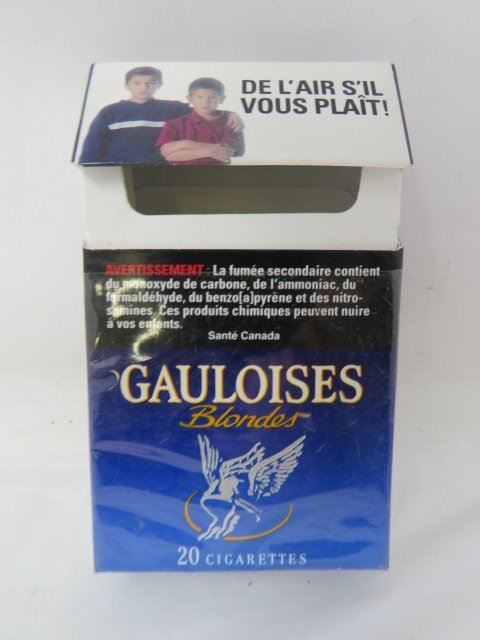 DE L'AIR S'IL
VOUS PLAÎT!
AVERTISSEMENT : La fumée secondaire contient
du monoxyde de carbone, de l'ammoniac, du
formaldéhyde, du benzo[a]pyrène et des nitro-
samines. Ces produits chimiques peuvent nuire
à vos enfants.
Santé Canada
GAULOISES
Blondes
20 CIGARETTES